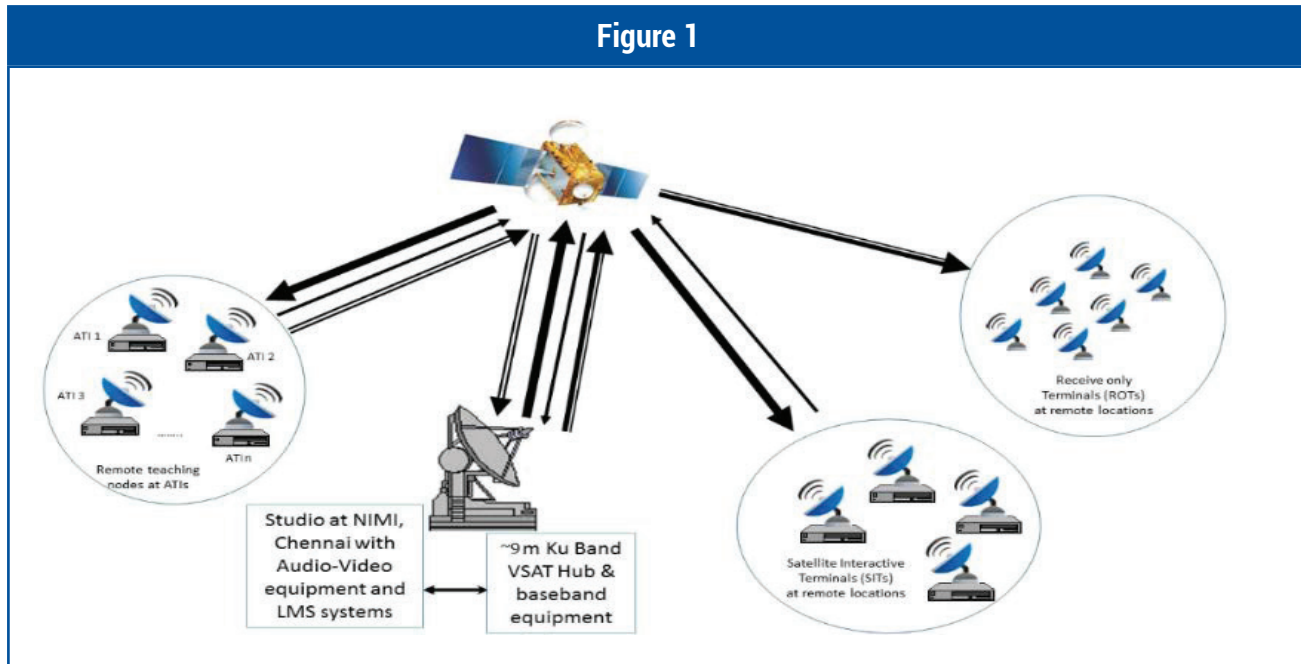 Figure 1
ATI 1
ATI 2
ATI 3
ATIn
Remote teaching
nodes at ATIs
Studio at NIMI,
Chennai with
Audio-Video
equipment and
LMS systems
~9m Ku Band
VSAT Hub &
baseband
equipment
Satellite Interactive
Terminals (SITs)
at remote locations
Receive only
Terminals (ROTs)
at remote locations